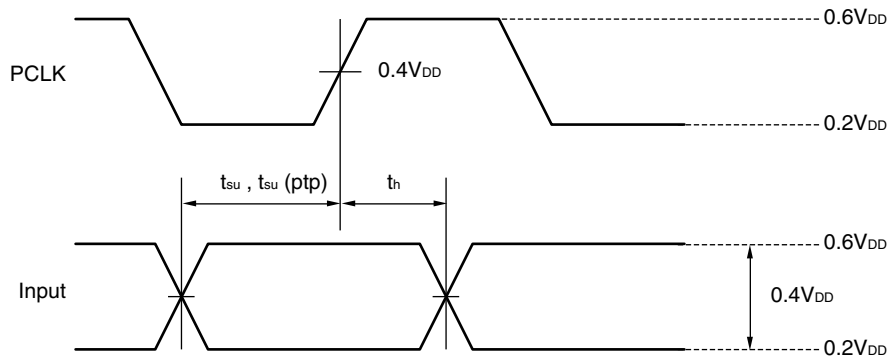 0.6VDD
PCLK
0.4VDD
0.2VDD
tsu , tsu (ptp)
th
0.6VDD
Input
0.4VDD
0.2VDD